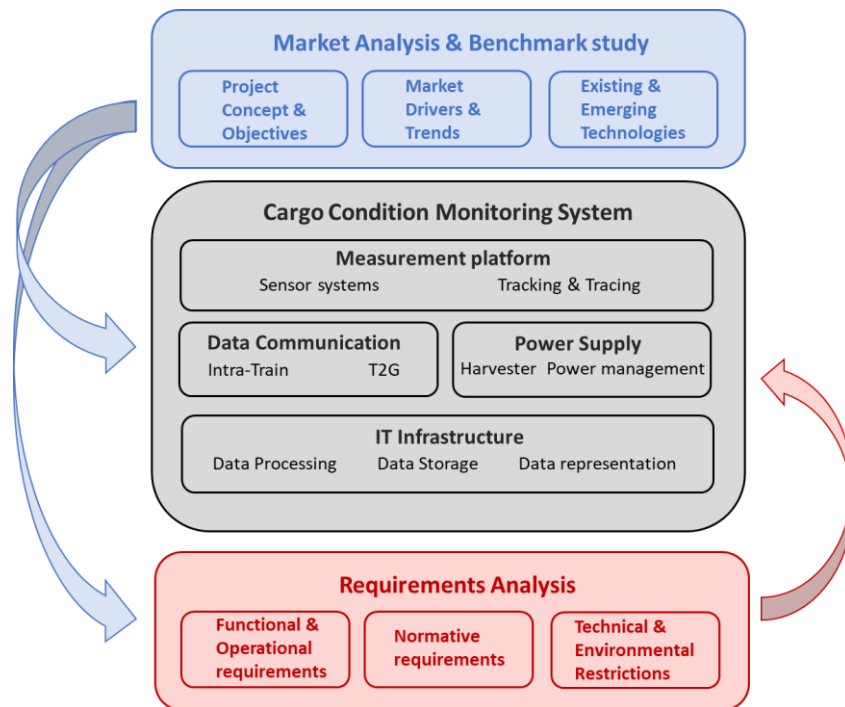 Market Analysis & Benchmark study
Project
Concept &
Objectives
Market
Drivers &
Trends
Existing &
Emerging
Technologies
Cargo Condition Monitoring System
Measurement platform
Sensor systems
Tracking & Tracing
Data Communication
Intra-Train
T2G
Power Supply
Harvester
Power management
IT Infrastructure
Data Processing
Data Storage
Data representation
Requirements Analysis
Functional &
Operational
requirements
Normative
requirements
Technical &
Environmental
Restrictions